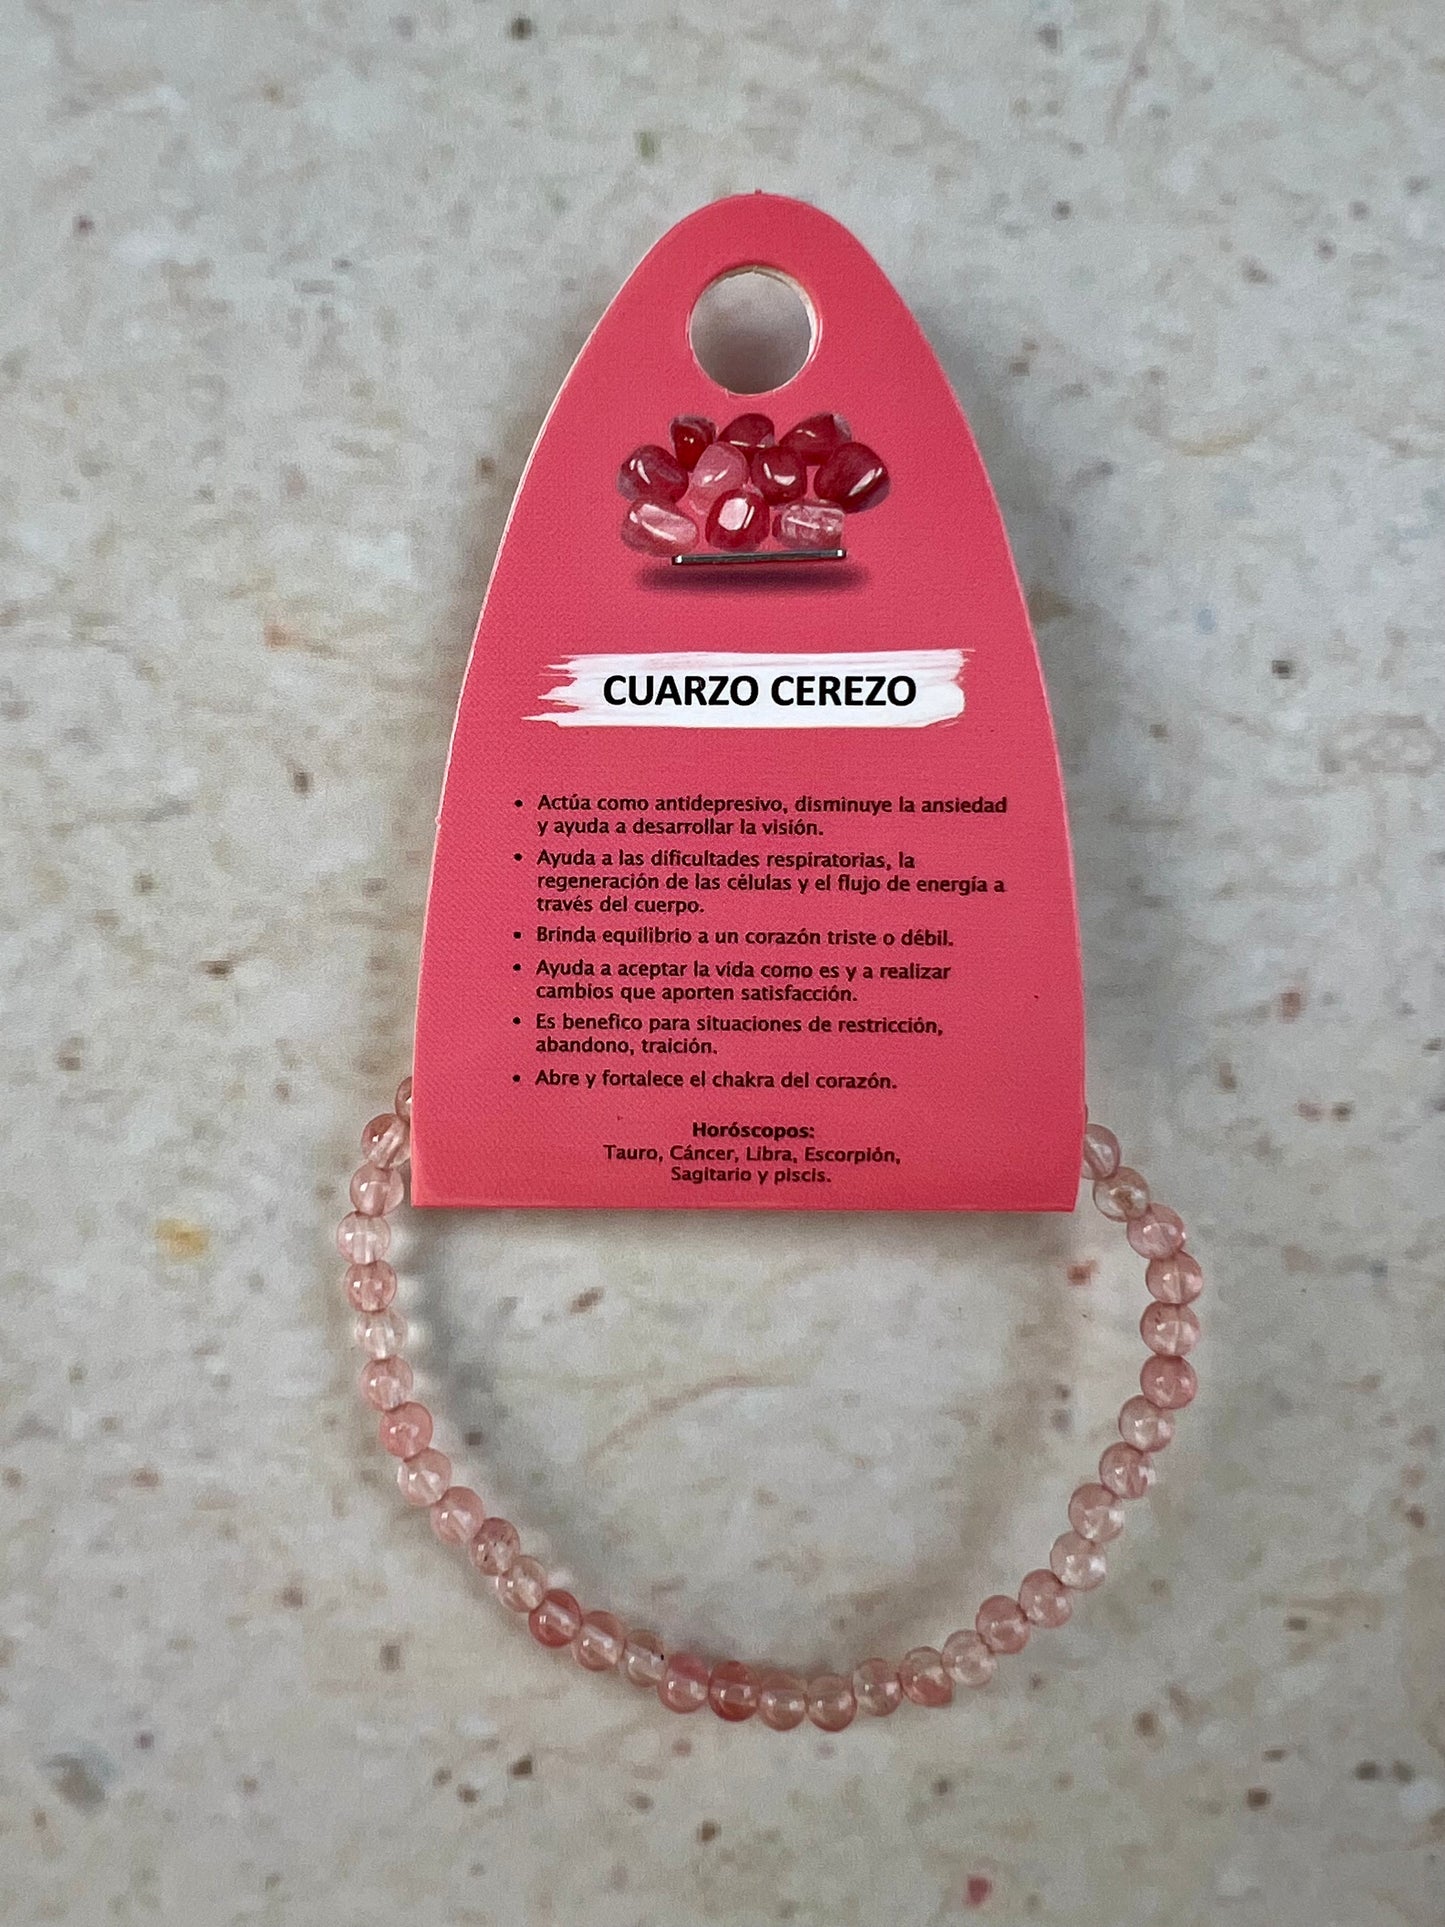 CUARZO CEREZO
• Actúa como antidepresivo, disminuye la ansiedad
y ayuda a desarrollar la visión.
• Ayuda a las dificultades respiratorias, la
regeneración de las células y el flujo de energía a
través del cuerpo.
• Brinda equilibrio a un corazón triste o débil.
• Ayuda a aceptar la vida como es y a realizar
cambios que aporten satisfacción.
• Es benefico para situaciones de restricción,
abandono, traición.
• Abre y fortalece el chakra del corazón.
Horóscopos:
Tauro, Cáncer, Libra, Escorpión,
Sagitario y piscis.